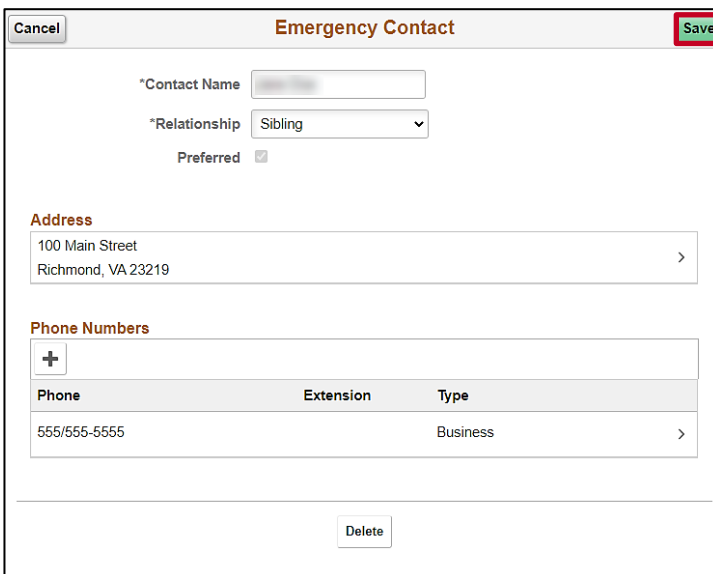 Cancel Emergency Contact Save
*Contact Name
*Relationship Sibling
Preferred
Address
100 Main Street
Richmond, VA 23219
Phone Numbers
Phone Extension Type
555/555-5555 Business
Delete